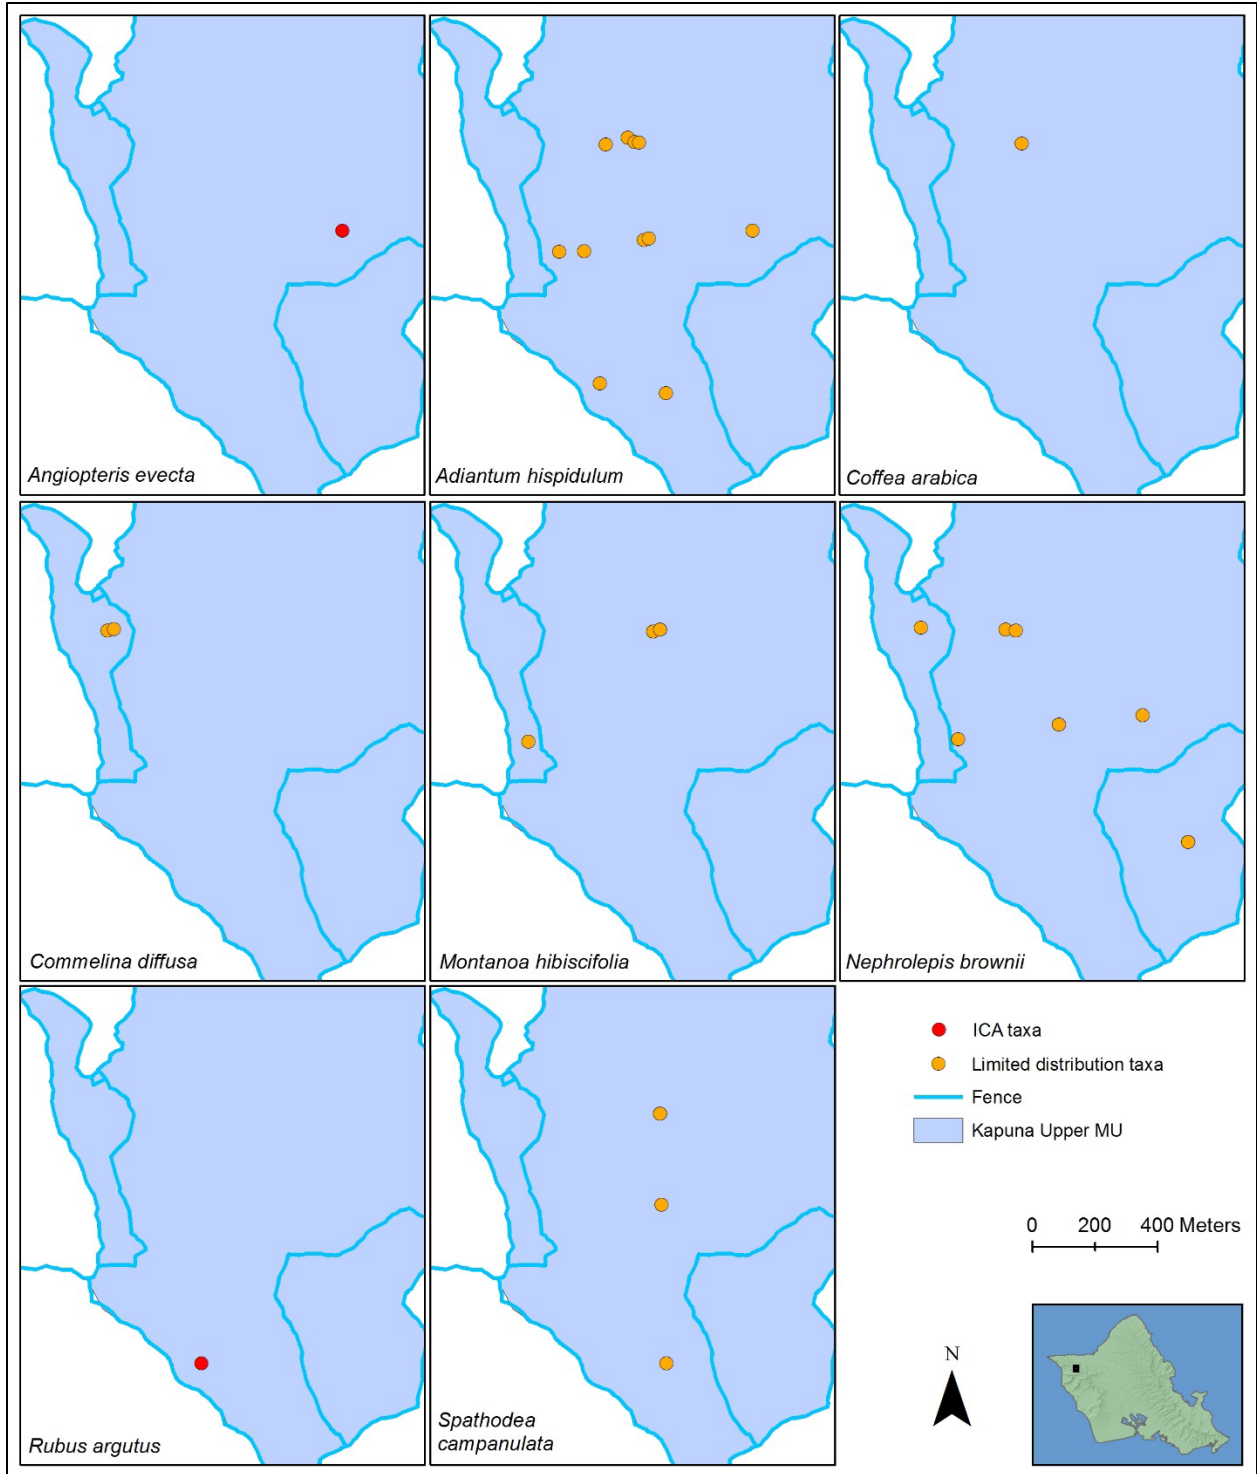 Angiopteris evecta
Adiantum hispidulum
Coffea arabica
Commelina diffusa
Montanoa hibiscifolia
Nephrolepis brownii
Rubus argutus
Spathodea
campanulata
ICA taxa
Limited distribution taxa
Fence
Kapuna Upper MU
0 200 400 Meters
N